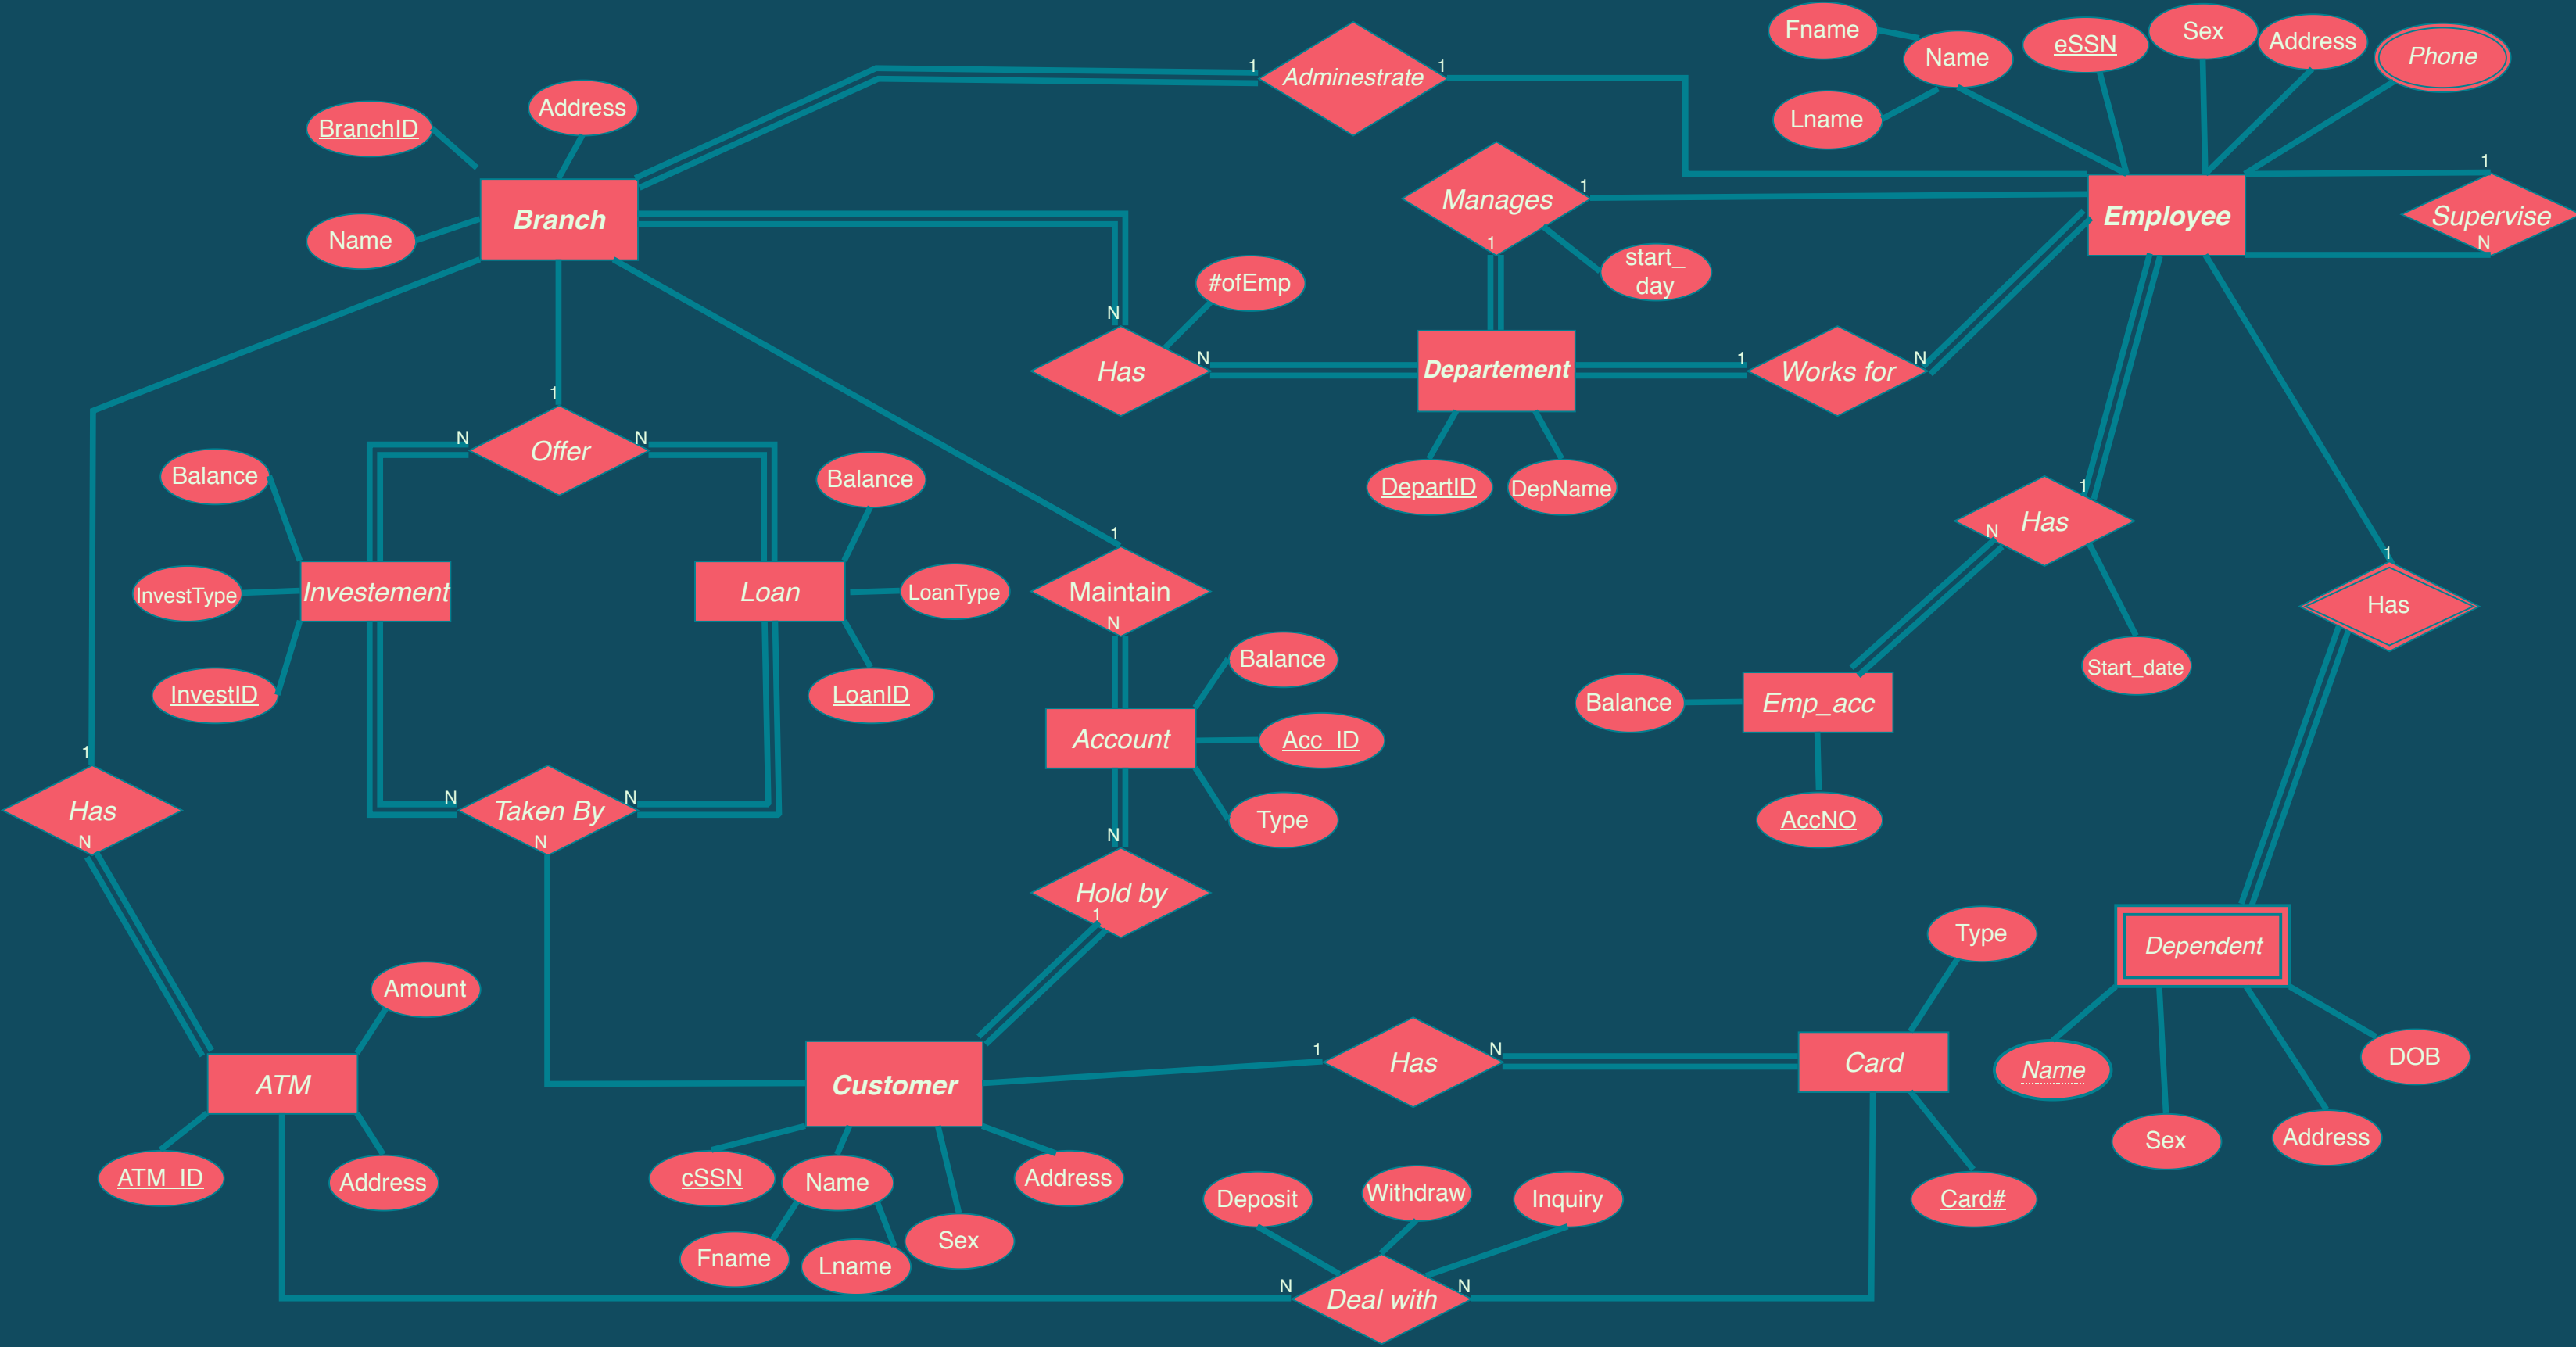 Fname
Name
eSSN
Sex
Address
Phone
Lname
1
Adminestrate
1
BranchID
Address
Branch
Name
Manages
1
1
start_
day
Employee
1
Supervise
N
#ofEmp
N
Has
N
Departement
1
Works for
N
DepartID
DepName
1
N
Offer
N
Balance
Balance
InvestType
Investement
InvestID
Loan
LoanType
LoanID
1
Maintain
N
Balance
Account
Acc_ID
Type
1
N
Has
Start_date
1
Has
Balance
Emp_acc
AccNO
1
Has
N
N
Taken By
N
N
N
Hold by
1
Type
Dependent
Name
Sex
Address
DOB
Amount
ATM
ATM_ID
Address
Customer
1
Has
N
Card
Card#
cSSN
Name
Address
Fname
Lname
Sex
Deposit
Withdraw
Inquiry
N
Deal with
N